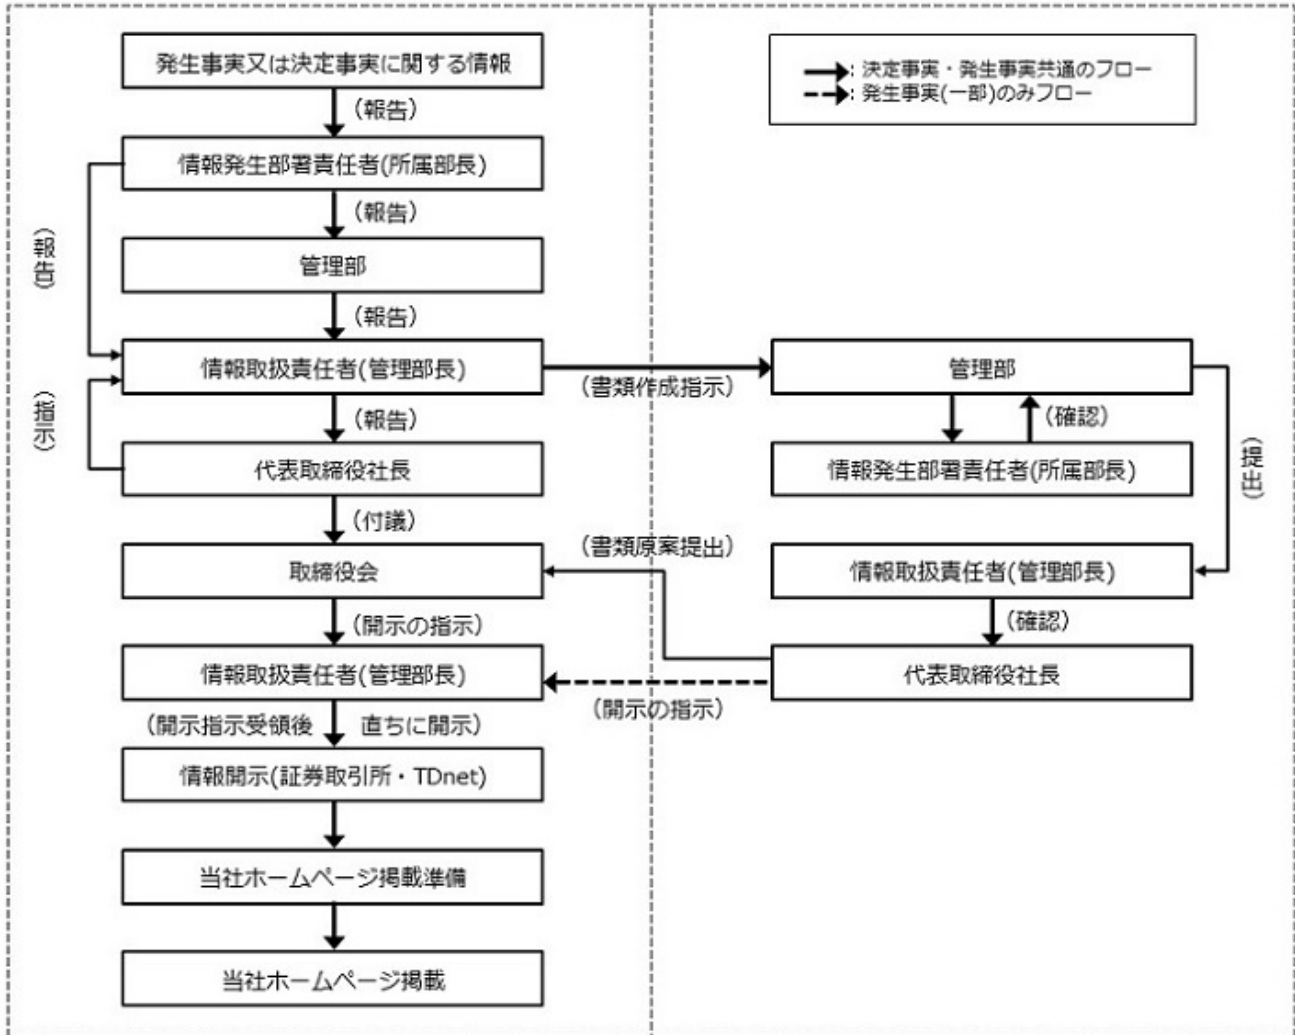 発生事実又は決定事実に関する情報
(報告)
情報発生部署責任者(所属部長)
(報告)
管理部
(報告)
(報告)
情報取扱責任者(管理部長)
(報告)
(指示)
代表取締役社長
(付議)
取締役会
(開示の指示)
情報取扱責任者(管理部長)
(開示指示受領後 直ちに開示)
情報開示(証券取引所・TDnet)
当社ホームページ掲載準備
当社ホームページ掲載
:決定事実・発生事実共通のフロー
:発生事実(一部)のみフロー
(書類作成指示)
管理部
(確認)
情報発生部署責任者(所属部長)
(提出)
(書類原案提出)
情報取扱責任者(管理部長)
(確認)
代表取締役社長
(開示の指示)